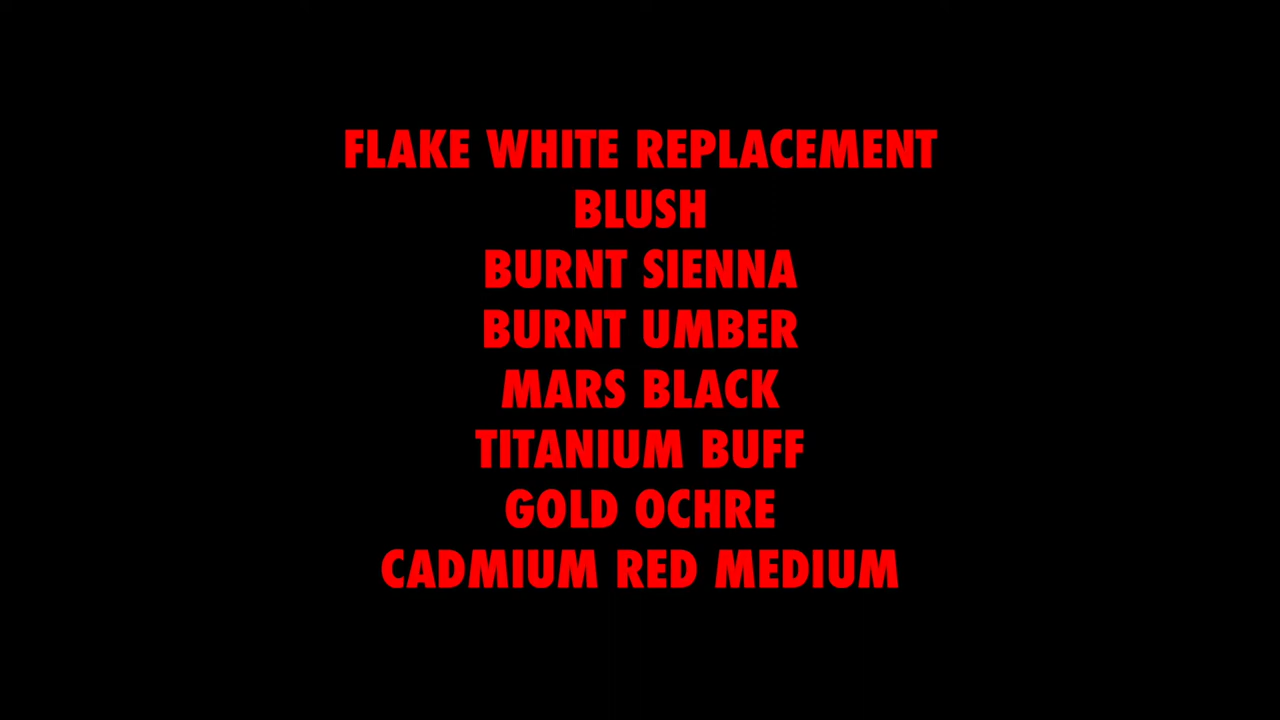 FLAKE WHITE REPLACEMENT
BLUSH
BURNT SIENNA
BURNT UMBER
MARS BLACK
TITANIUM BUFF
GOLD OCHRE
CADMIUM RED MEDIUM